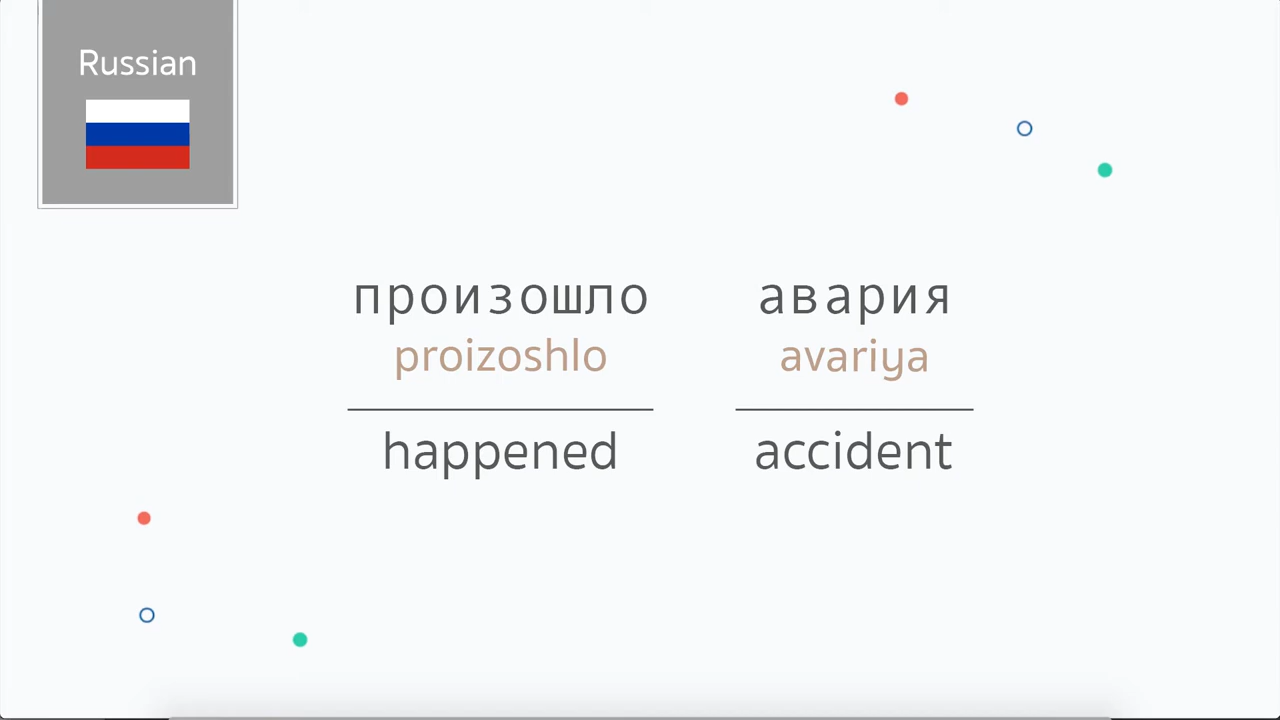 Russian
произошло авария
proizoshlo avariya
happened accident